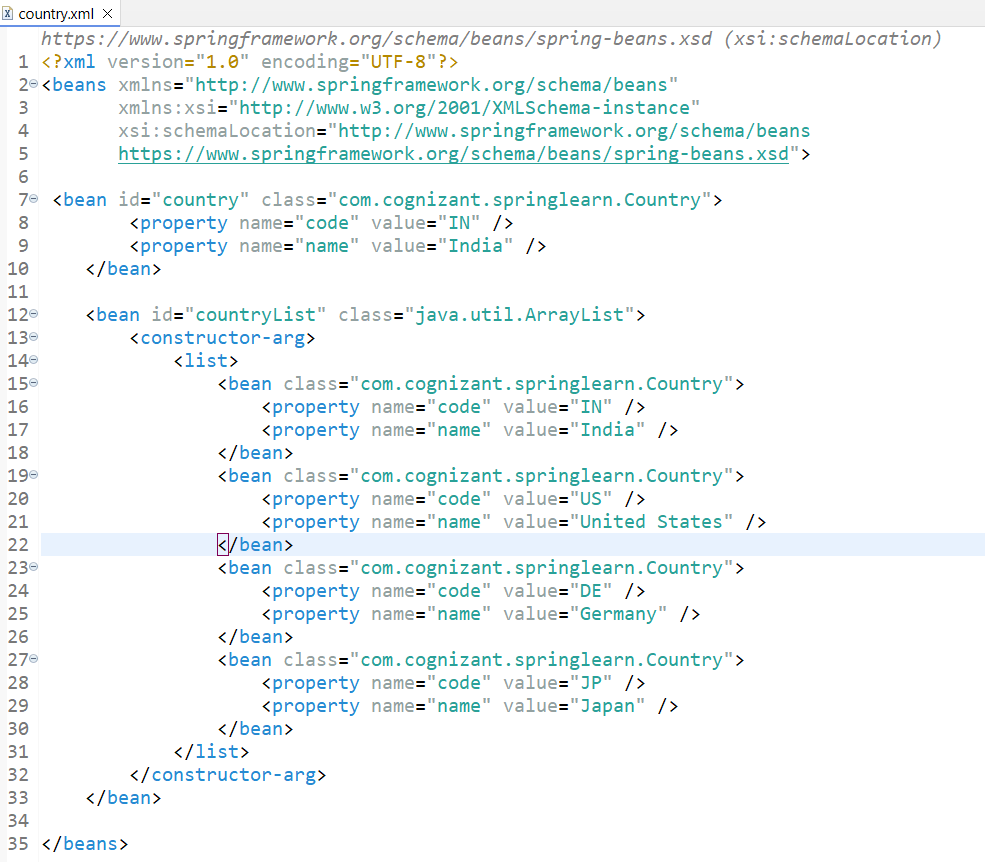 country.xml
https://www.springframework.org/schema/beans/spring-beans.xsd (xsi:schemaLocation)
1 <?xml version="1.0" encoding="UTF-8"?>
2 <beans xmlns="http://www.springframework.org/schema/beans"
3        xmlns:xsi="http://www.w3.org/2001/XMLSchema-instance"
4        xsi:schemaLocation="http://www.springframework.org/schema/beans
5        https://www.springframework.org/schema/beans/spring-beans.xsd">
6
7  <bean id="country" class="com.cognizant.springlearn.Country">
8         <property name="code" value="IN" />
9         <property name="name" value="India" />
10     </bean>
11
12     <bean id="countryList" class="java.util.ArrayList">
13         <constructor-arg>
14             <list>
15                 <bean class="com.cognizant.springlearn.Country">
16                     <property name="code" value="IN" />
17                     <property name="name" value="India" />
18                 </bean>
19                 <bean class="com.cognizant.springlearn.Country">
20                     <property name="code" value="US" />
21                     <property name="name" value="United States" />
22                 </bean>
23                 <bean class="com.cognizant.springlearn.Country">
24                     <property name="code" value="DE" />
25                     <property name="name" value="Germany" />
26                 </bean>
27                 <bean class="com.cognizant.springlearn.Country">
28                     <property name="code" value="JP" />
29                     <property name="name" value="Japan" />
30                 </bean>
31             </list>
32         </constructor-arg>
33     </bean>
34
35 </beans>